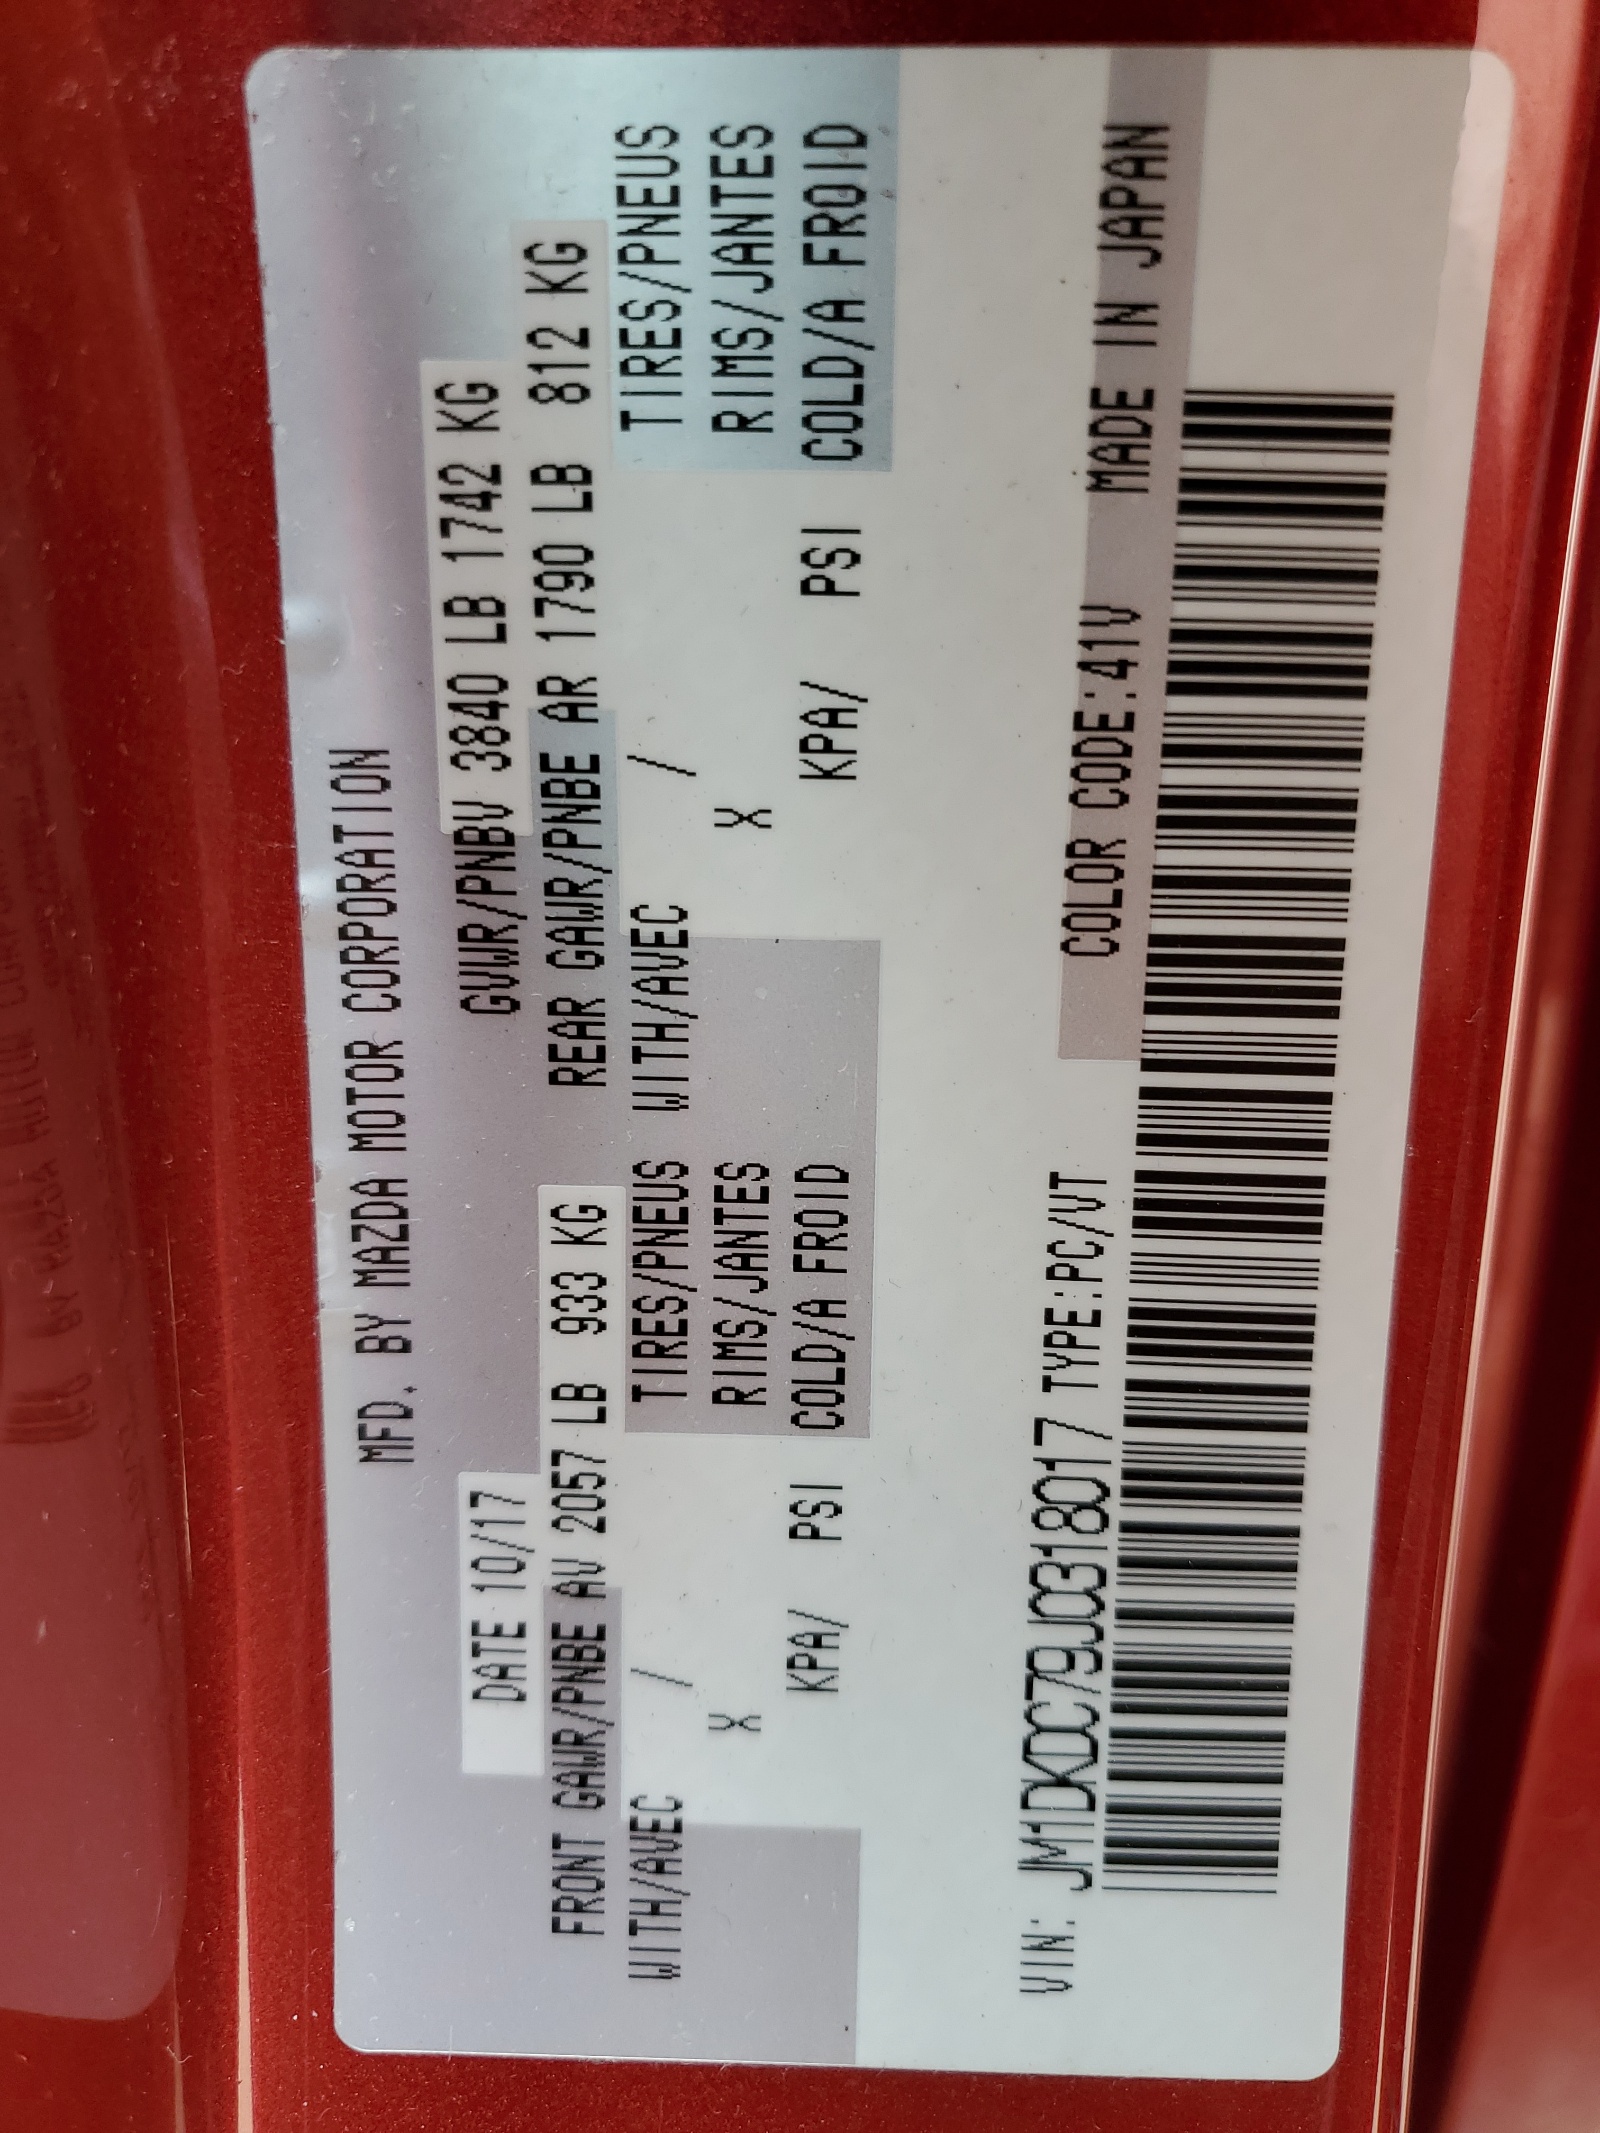 MFD. BY MAZDA MOTOR CORPORATION
DATE 10/17 GVWR/PNBV 3840 LB 1742 KG
FRONT GAWR/PNBE AV 2057 LB 933 KG REAR GAWR/PNBE AR 1790 LB 812 KG
WITH/AVEC / TIRES/PNEUS WITH/AVEC / TIRES/PNEUS
X RIMS/JANTES X RIMS/JANTES
KPA/ PSI COLD/A FROID KPA/ PSI COLD/A FROID
VIN: JM1DKDC79J0318017 TYPE:PC/VT COLOR CODE:41V MADE IN JAPAN